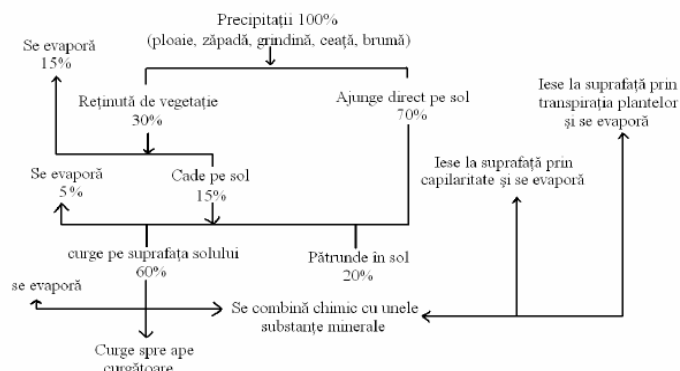 Precipitații 100%
(ploaie, zăpadă, grindină, ceață, brumă)
Se evaporă
15%
Reținută de vegetație
30%
Ajunge direct pe sol
70%
Iese la suprafață prin
transpirația plantelor
și se evaporă
Se evaporă
5%
Cade pe sol
15%
Iese la suprafață prin
capilaritate și se evaporă
curge pe suprafața solului
60%
Pătrunde în sol
20%
se evaporă
Se combină chimic cu unele
substanțe minerale
Curge spre ape
curgătoare